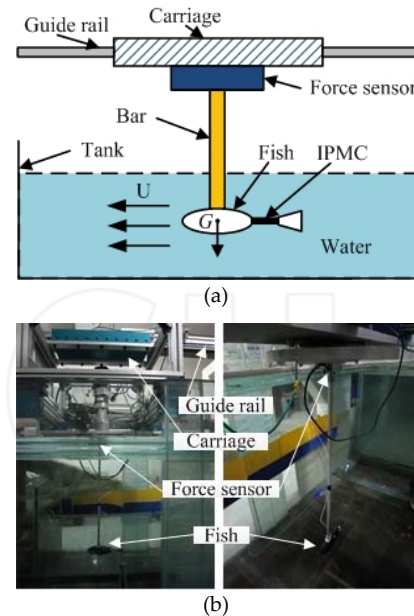 Guide rail
Carriage
Force sensor
Bar
Tank
Fish
IPMC
U
G
Water
(a)
Guide rail
Carriage
Force sensor
Fish
(b)